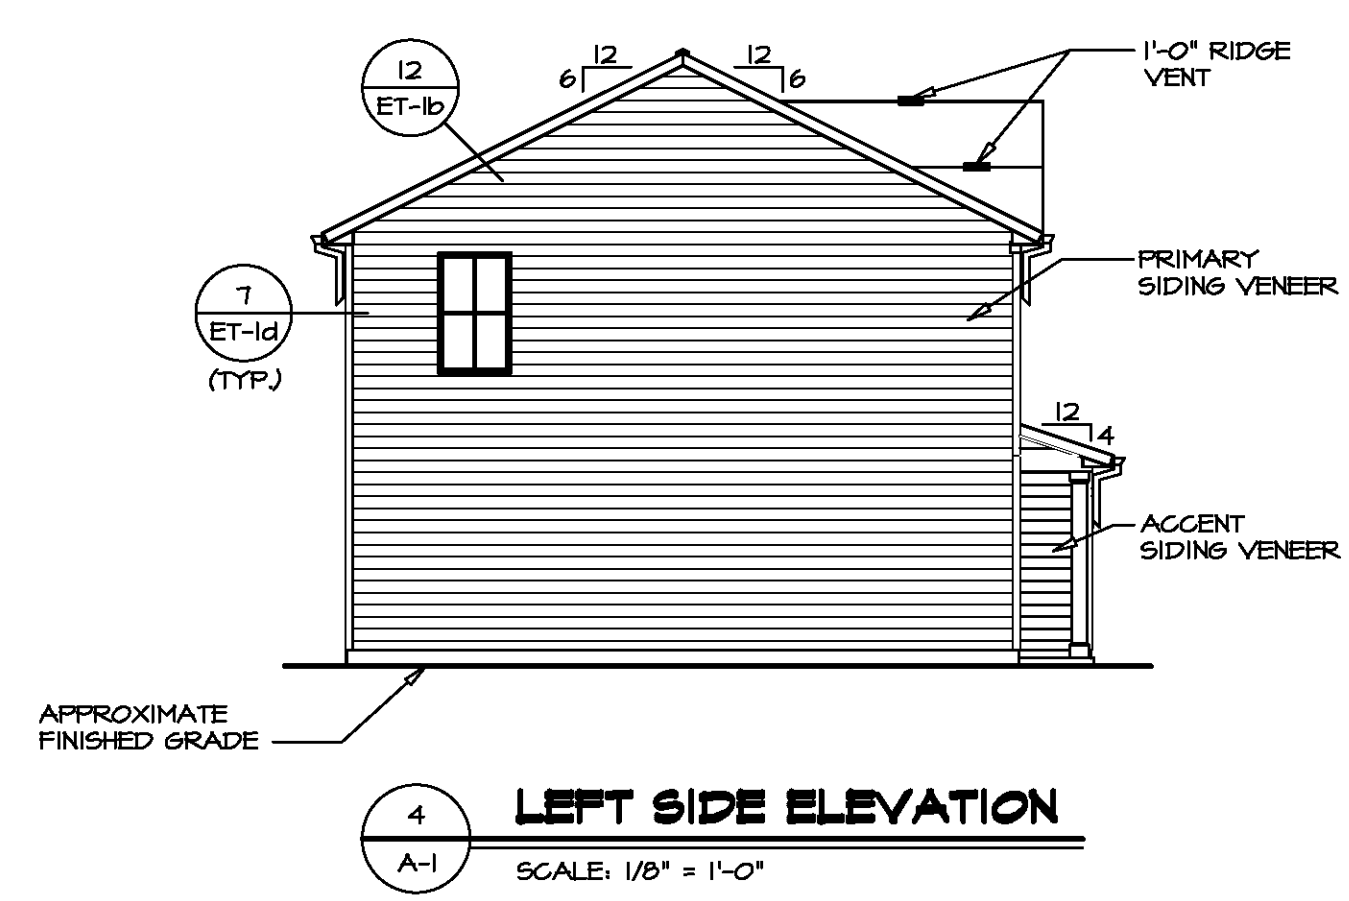 12
ET-1b
12
6
12
6
1'-0" RIDGE
VENT
7
ET-1d
(TYP.)
PRIMARY
SIDING VENEER
12
4
ACCENT
SIDING VENEER
APPROXIMATE
FINISHED GRADE
4
A-1
LEFT SIDE ELEVATION
SCALE: 1/8" = 1'-0"